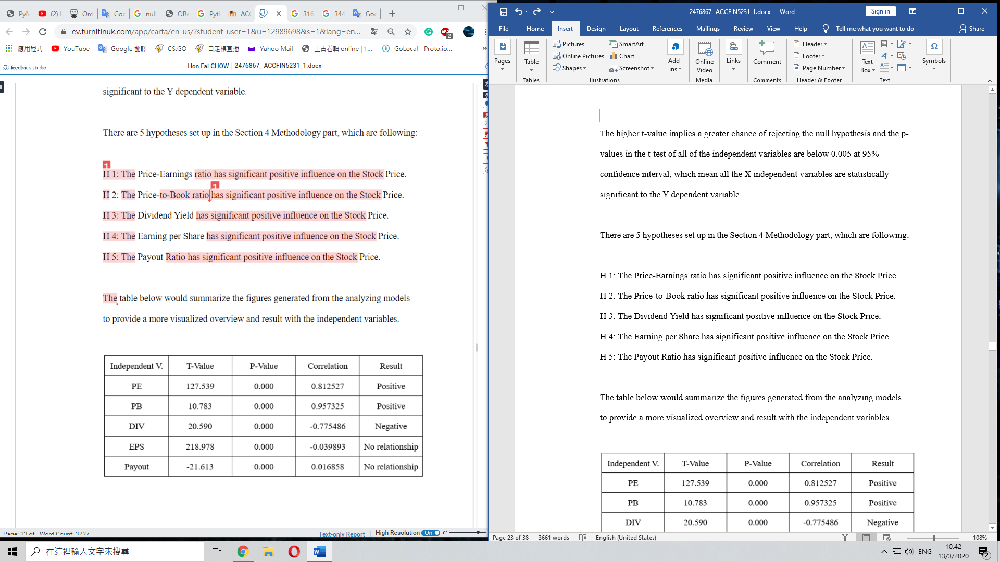 PyN
(2)
Ord
Goo
null
ORe
Pyt
ACC
316
344
Goo
ev.turnitinuk.com/app/carta/en_us/?student_user=1&u=12989698&s=1&lang=en...
ABP
2
應用程式
YouTube
Google 翻譯
CS:GO
自走棋直播
Yahoo Mail
上古卷軸 online | 1...
GoLocal - Proto.io...
»
feedback studio
Hon Fai CHOW
2476867_ ACCFIN5231_1.docx
significant to the Y dependent variable.
There are 5 hypotheses set up in the Section 4 Methodology part, which are following:
1
H 1: The Price-Earnings ratio has significant positive influence on the Stock Price.
1
H 2: The Price-to-Book ratio has significant positive influence on the Stock Price.
H 3: The Dividend Yield has significant positive influence on the Stock Price.
H 4: The Earning per Share has significant positive influence on the Stock Price.
H 5: The Payout Ratio has significant positive influence on the Stock Price.
The table below would summarize the figures generated from the analyzing models
to provide a more visualized overview and result with the independent variables.
Independent V. T-Value P-Value Correlation Result
PE 127.539 0.000 0.812527 Positive
PB 10.783 0.000 0.957325 Positive
DIV 20.590 0.000 -0.775486 Negative
EPS 218.978 0.000 -0.039893 No relationship
Payout -21.613 0.000 0.016858 No relationship
Page: 23 of
Word Count: 3727
Text-only Report
High Resolution
On
2476867_ACCFIN5231_1.docx - Word
Sign in
File
Home
Insert
Design
Layout
References
Mailings
Review
View
Help
Tell me what you want to do
Share
Pages
Table
Tables
Pictures
Online Pictures
Shapes
SmartArt
Chart
Screenshot
Illustrations
Add-
ins
Online
Video
Media
Links
Comment
Comments
Header
Footer
Page Number
Header & Footer
Text
Box
Text
Symbols
The higher t-value implies a greater chance of rejecting the null hypothesis and the p-
values in the t-test of all of the independent variables are below 0.005 at 95%
confidence interval, which mean all the X independent variables are statistically
significant to the Y dependent variable.
There are 5 hypotheses set up in the Section 4 Methodology part, which are following:
H 1: The Price-Earnings ratio has significant positive influence on the Stock Price.
H 2: The Price-to-Book ratio has significant positive influence on the Stock Price.
H 3: The Dividend Yield has significant positive influence on the Stock Price.
H 4: The Earning per Share has significant positive influence on the Stock Price.
H 5: The Payout Ratio has significant positive influence on the Stock Price.
The table below would summarize the figures generated from the analyzing models
to provide a more visualized overview and result with the independent variables.
Independent V. T-Value P-Value Correlation Result
PE 127.539 0.000 0.812527 Positive
PB 10.783 0.000 0.957325 Positive
DIV 20.590 0.000 -0.775486 Negative
Page 23 of 38
3661 words
English (United States)
108%
在這裡輸入文字來搜尋
ENG
10:42
13/3/2020
2